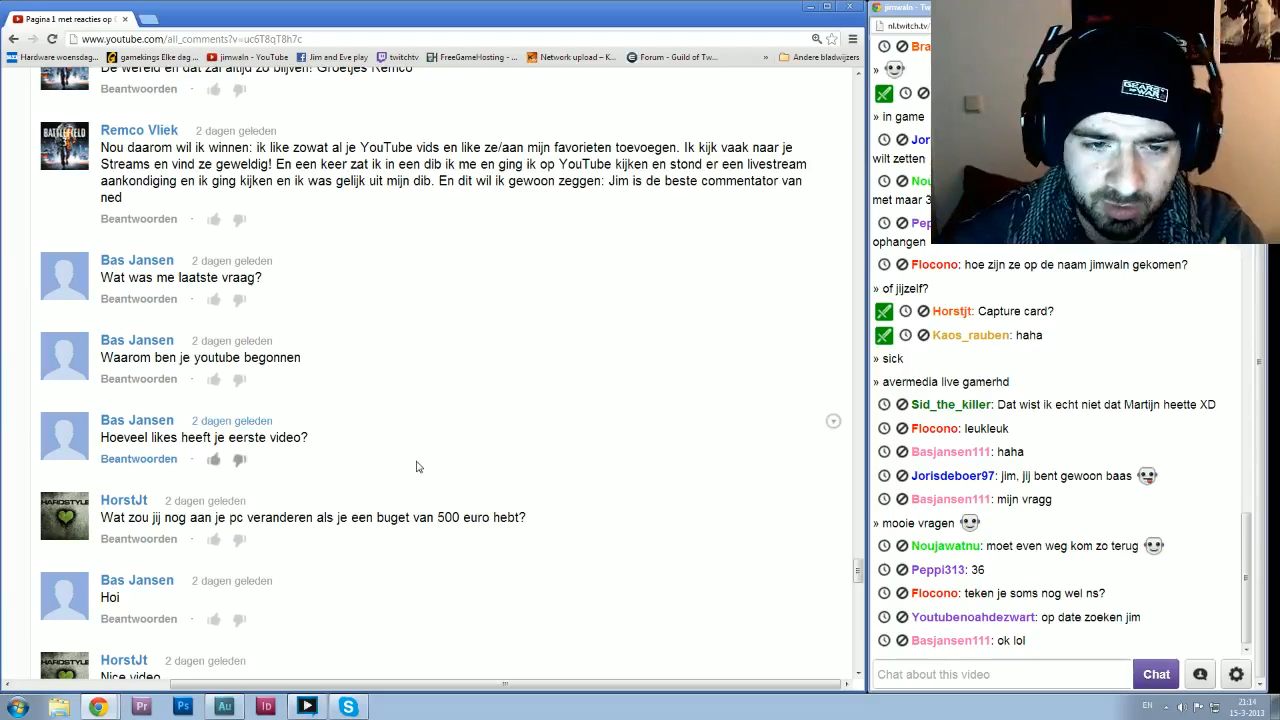 Pagina 1 met reacties op
jimwaln - Tw
www.youtube.com/
s?v=uc6T8qT8h7c
nl.twitch.tv/
Hardware woensdag...
gamekings Elke dag ...
jimwaln - YouTube
Jim and Eve play
twitchtv
FreeGameHosting - ...
Network upload – K...
Forum - Guild of Tw...
»
Andere bladwijzers
De wereld en de zal altijd zo blijven! Groetjes Remco
Beantwoorden
Remco Vliek 2 dagen geleden
Nou daarom wil ik winnen: ik like zowat al je YouTube vids en like ze/aan mijn favorieten toevoegen. Ik kijk vaak naar je
Streams en vind ze geweldig! En een keer zat ik in een dib ik me en ging ik op YouTube kijken en stond er een livestream
aankondiging en ik ging kijken en ik was gelijk uit mijn dib. En dit wil ik gewoon zeggen: Jim is de beste commentator van
ned
Beantwoorden ·
Bas Jansen 2 dagen geleden
Wat was me laatste vraag?
Beantwoorden ·
Bas Jansen 2 dagen geleden
Waarom ben je youtube begonnen
Beantwoorden ·
Bas Jansen 2 dagen geleden
Hoeveel likes heeft je eerste video?
Beantwoorden ·
HorstJt 2 dagen geleden
Wat zou jij nog aan je pc veranderen als je een buget van 500 euro hebt?
Beantwoorden ·
Bas Jansen 2 dagen geleden
Hoi
Beantwoorden ·
HorstJt 2 dagen geleden
Nice video
Bra
»
» in game
Jor
wilt zetten
Nou
met maar 3
Pep
ophangen
Flocono: hoe zijn ze op de naam jimwaln gekomen?
» of jijzelf?
Horstjt: Capture card?
Kaos_rauben: haha
» sick
» avermedia live gamerhd
Sid_the_killer: Dat wist ik echt niet dat Martijn heette XD
Flocono: leukleuk
Basjansen111: haha
Jorisdeboer97: jim, jij bent gewoon baas
Basjansen111: mijn vragg
» mooie vragen
Noujawatnu: moet even weg kom zo terug
Peppi313: 36
Flocono: teken je soms nog wel ns?
Youtubenoahdezwart: op date zoeken jim
Basjansen111: ok lol
Chat about this video
Chat
Pr
Ps
Au
Id
EN
21:14
15-3-2013